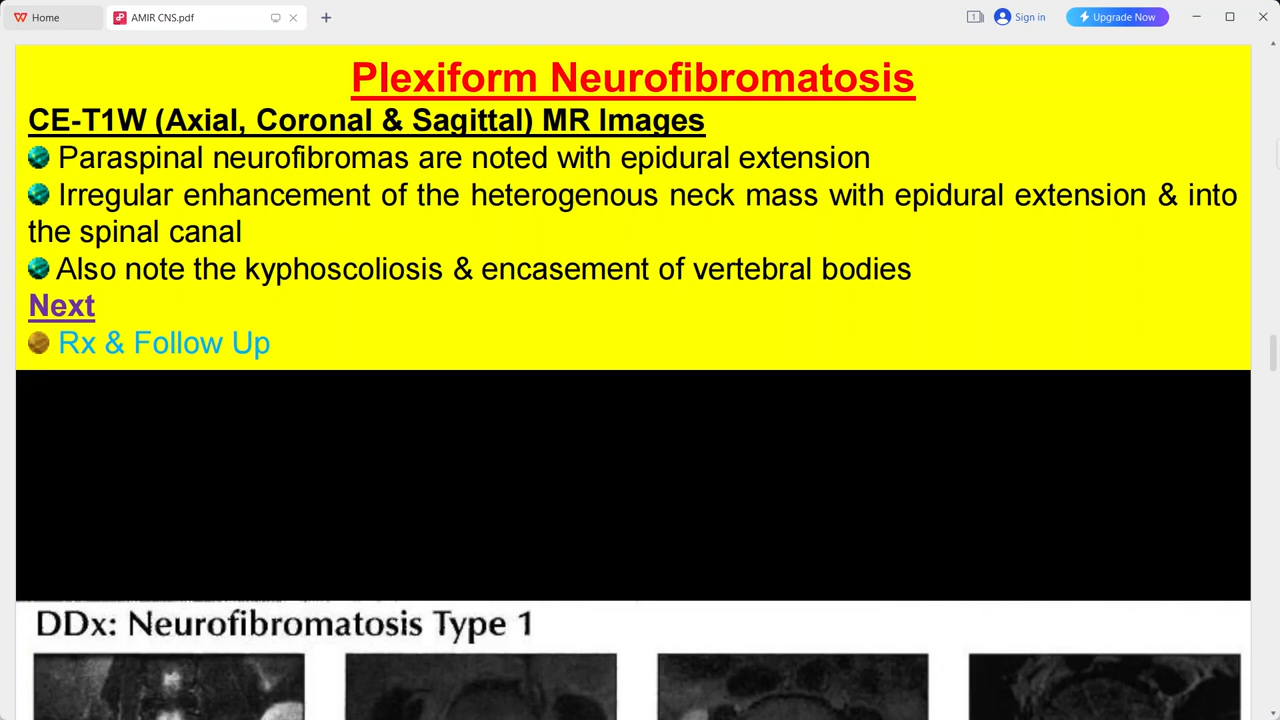 Home
AMIR CNS.pdf
1
Sign in
Upgrade Now
Plexiform Neurofibromatosis
CE-T1W (Axial, Coronal & Sagittal) MR Images
Paraspinal neurofibromas are noted with epidural extension
Irregular enhancement of the heterogenous neck mass with epidural extension & into
the spinal canal
Also note the kyphoscoliosis & encasement of vertebral bodies
Next
Rx & Follow Up
DDx: Neurofibromatosis Type 1